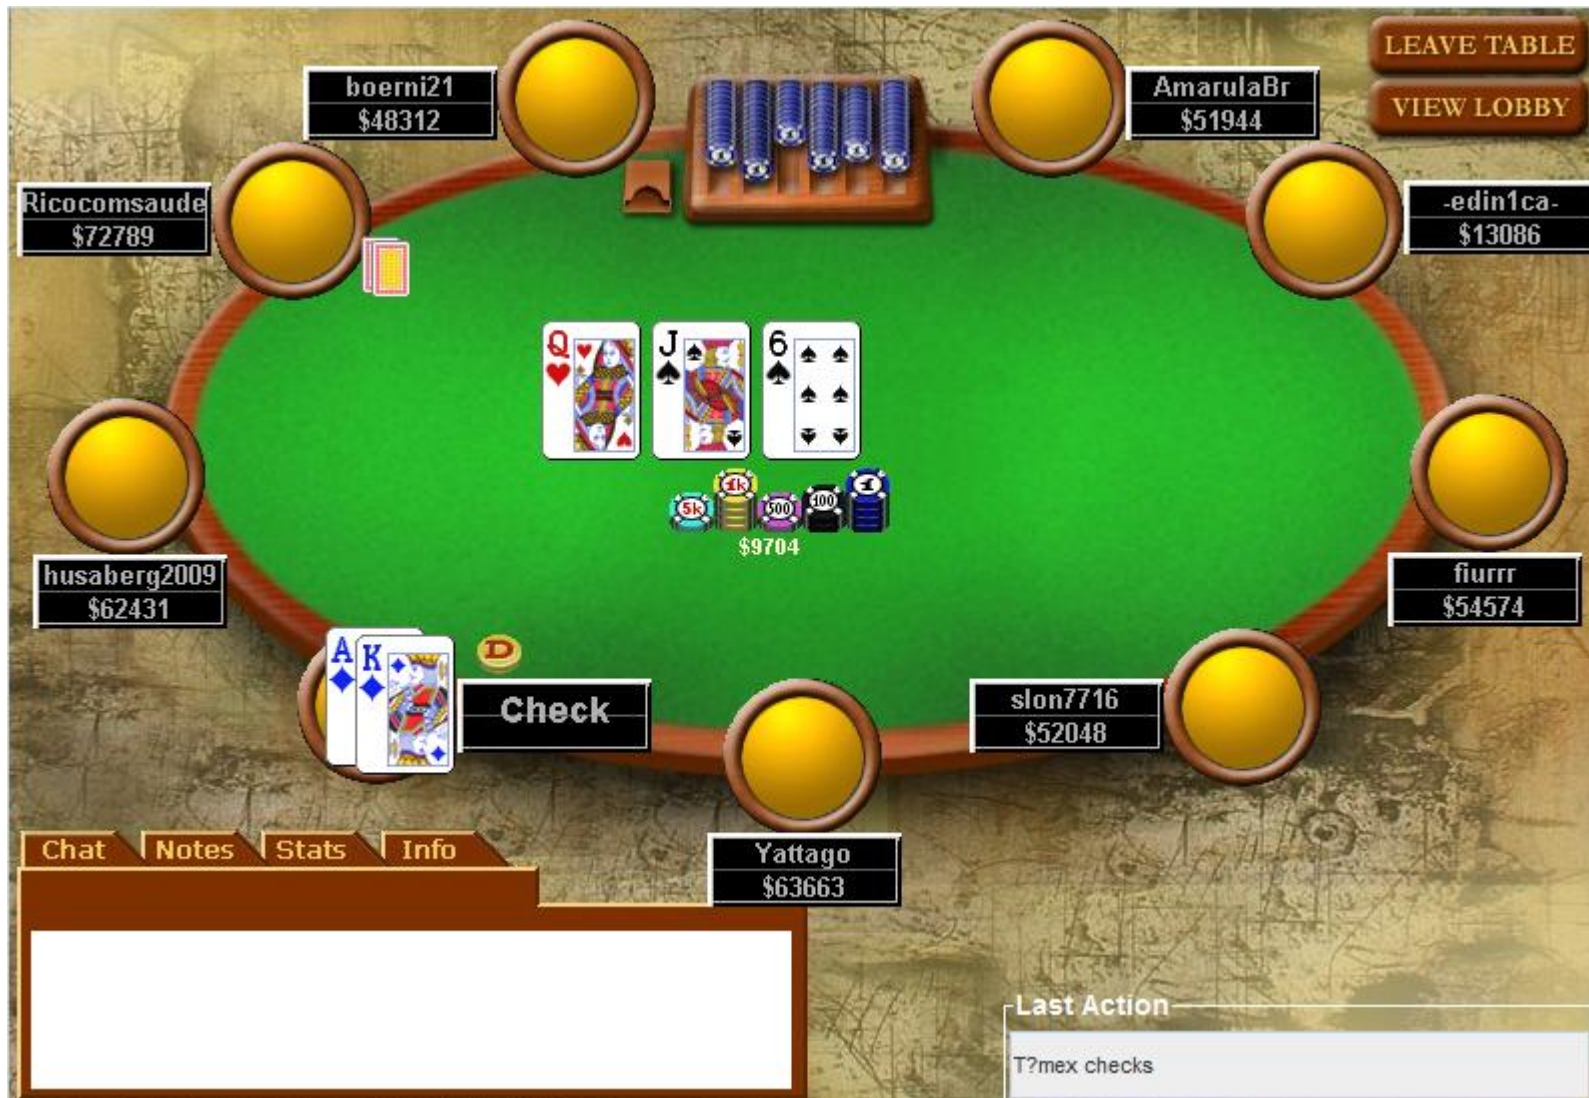 LEAVE TABLE
VIEW LOBBY
boerni21
$48312
AmarulaBr
$51944
Ricocomsaude
$72789
-edin1ca-
$13086
Q
J
6
5k
1k
500
100
1
$9704
husaberg2009
$62431
fiurrr
$54574
A
K
D
Check
slon7716
$52048
Yattago
$63663
Chat
Notes
Stats
Info
Last Action
T?mex checks